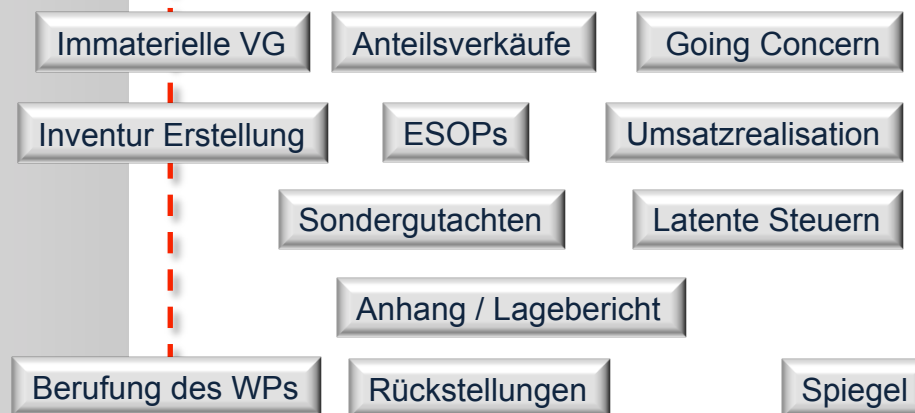 Immaterielle VG
Anteilsverkäufe
Going Concern
Inventur Erstellung
ESOPs
Umsatzrealisation
Sondergutachten
Latente Steuern
Anhang / Lagebericht
Berufung des WPs
Rückstellungen
Spiegel